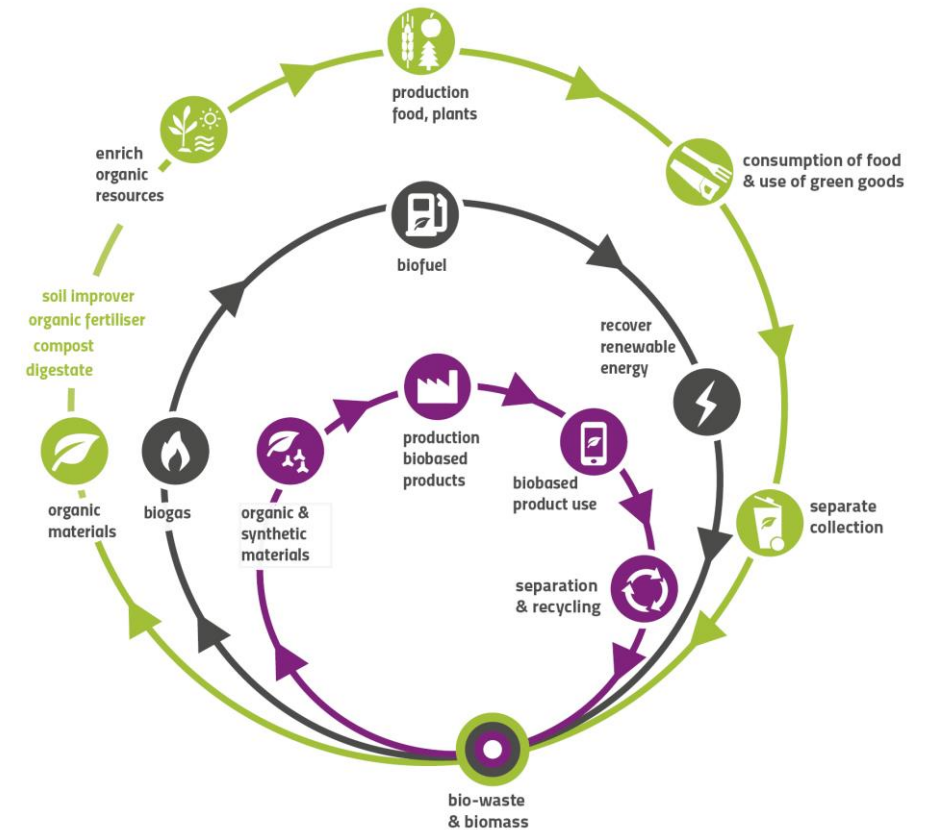 production
food, plants
enrich
organic
resources
consumption of food
& use of green goods
biofuel
soil improver
organic fertiliser
compost
digestate
recover
renewable
energy
production
biobased
products
biobased
product use
organic
materials
biogas
organic &
synthetic
materials
separate
collection
separation
& recycling
bio-waste
& biomass